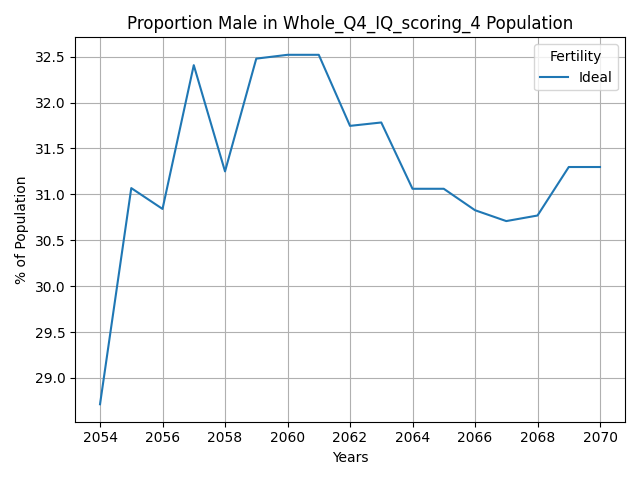 Proportion Male in Whole_Q4_IQ_scoring_4 Population
Fertility
Ideal
32.5
32.0
31.5
31.0
30.5
30.0
29.5
29.0
% of Population
2054 2056 2058 2060 2062 2064 2066 2068 2070
Years